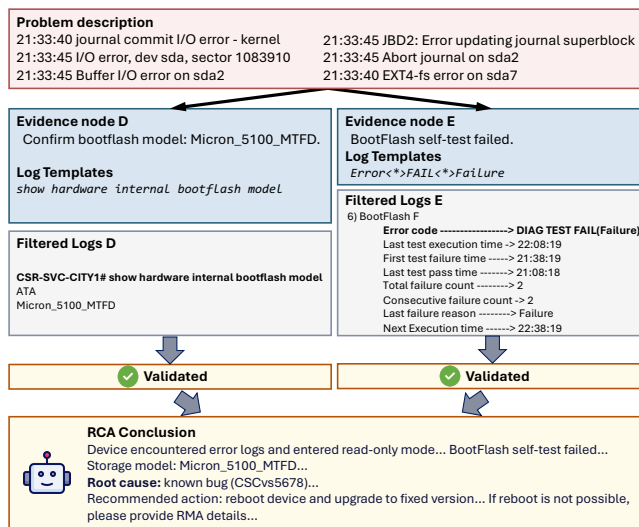 Problem description
21:33:40 journal commit I/O error - kernel
21:33:45 I/O error, dev sda, sector 1083910
21:33:45 Buffer I/O error on sda2
21:33:45 JBD2: Error updating journal superblock
21:33:45 Abort journal on sda2
21:33:40 EXT4-fs error on sda7
Evidence node D
Confirm bootflash model: Micron_5100_MTFD.
Log Templates
show hardware internal bootflash model
Filtered Logs D
CSR-SVC-CITY1# show hardware internal bootflash model
ATA
Micron_5100_MTFD
Validated
Evidence node E
BootFlash self-test failed.
Log Templates
Error<*>FAIL<*>Failure
Filtered Logs E
6) BootFlash F
Error code -----------------> DIAG TEST FAIL(Failure)
Last test execution time -> 22:08:19
First test failure time -----> 21:38:19
Last test pass time -------> 21:08:18
Total failure count --------> 2
Consecutive failure count -> 2
Last failure reason --------> Failure
Next Execution time ------> 22:38:19
Validated
RCA Conclusion
Device encountered error logs and entered read-only mode... BootFlash self-test failed...
Storage model: Micron_5100_MTFD...
Root cause: known bug (CSCvs5678)...
Recommended action: reboot device and upgrade to fixed version... If reboot is not possible,
please provide RMA details...